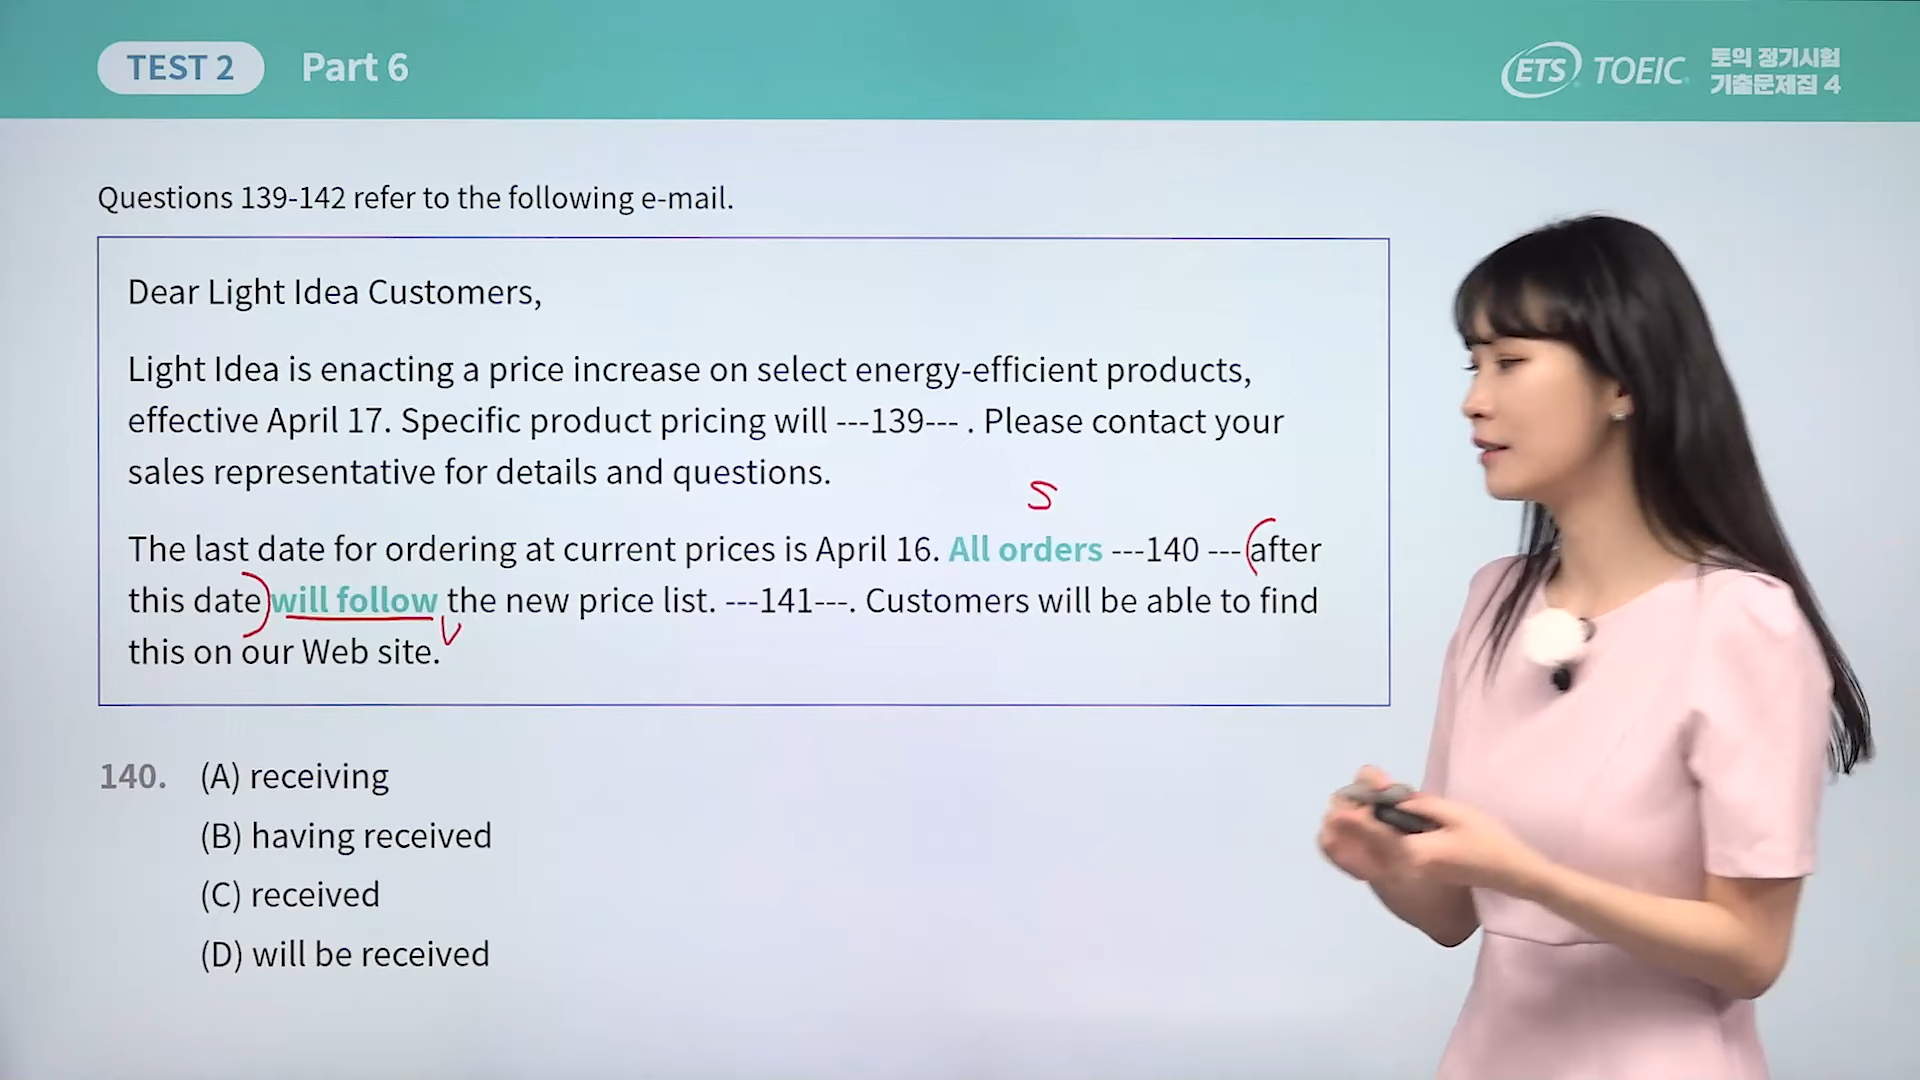 TEST 2 Part 6
ETS TOEIC 토익 정기시험
기출문제집 4
Questions 139-142 refer to the following e-mail.
Dear Light Idea Customers,
Light Idea is enacting a price increase on select energy-efficient products,
effective April 17. Specific product pricing will ---139--- . Please contact your
sales representative for details and questions.
S
The last date for ordering at current prices is April 16. All orders ---140 --- (after
this date) will follow the new price list. ---141---. Customers will be able to find
V
this on our Web site.
140. (A) receiving
(B) having received
(C) received
(D) will be received